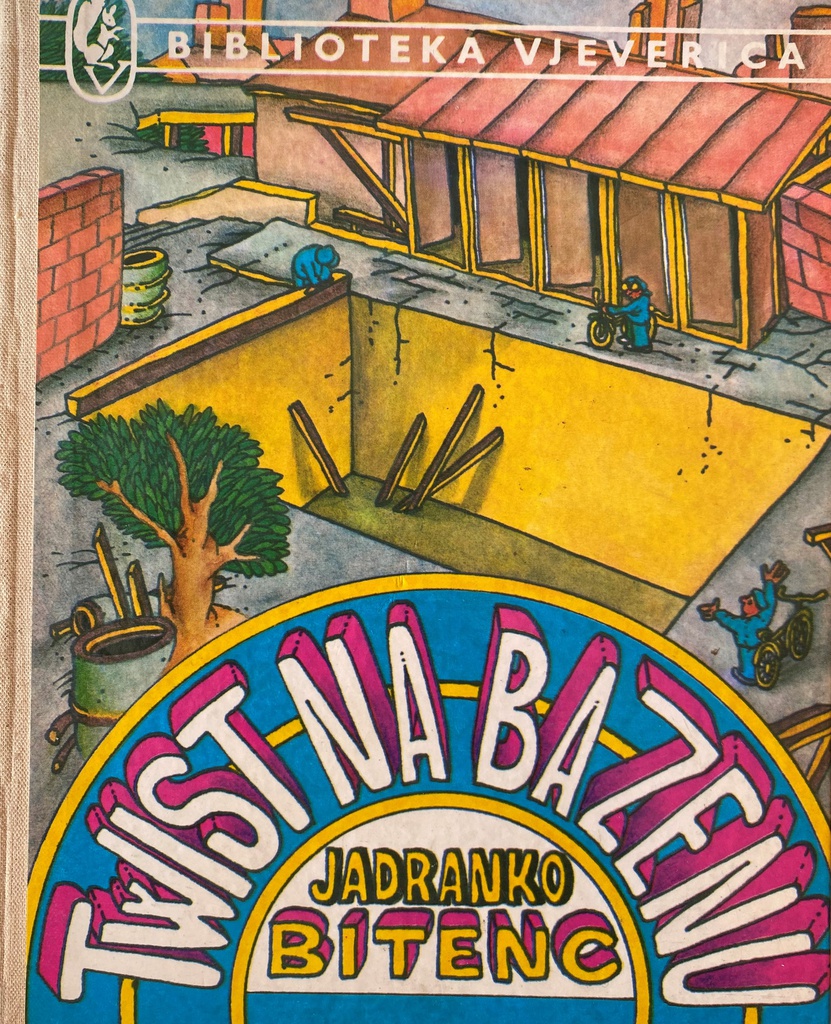 BIBLIOTEKA VJEVERICA
TWIST NA BAZENU
JADRANKO
BITENC